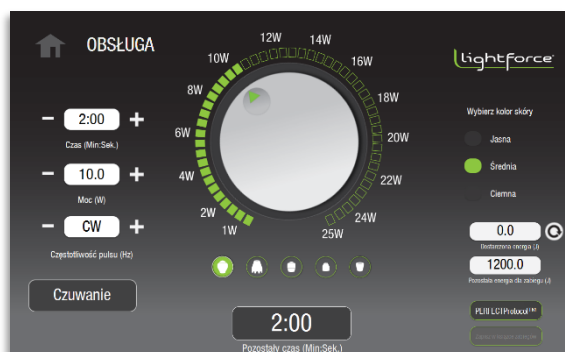 OBSŁUGA
lightforce
2:00
Czas (Min:Sek.)
10.0
Moc (W)
CW
Częstotliwość pulsu (Hz)
Czuwanie
1W
2W
4W
6W
8W
10W
12W
14W
16W
18W
20W
22W
24W
25W
2:00
Pozostały czas (Min:Sek.)
Wybierz kolor skóry
Jasna
Średnia
Ciemna
0.0
Dostarczona energia (J)
1200.0
Pozostała energia dla zabiegu (J)